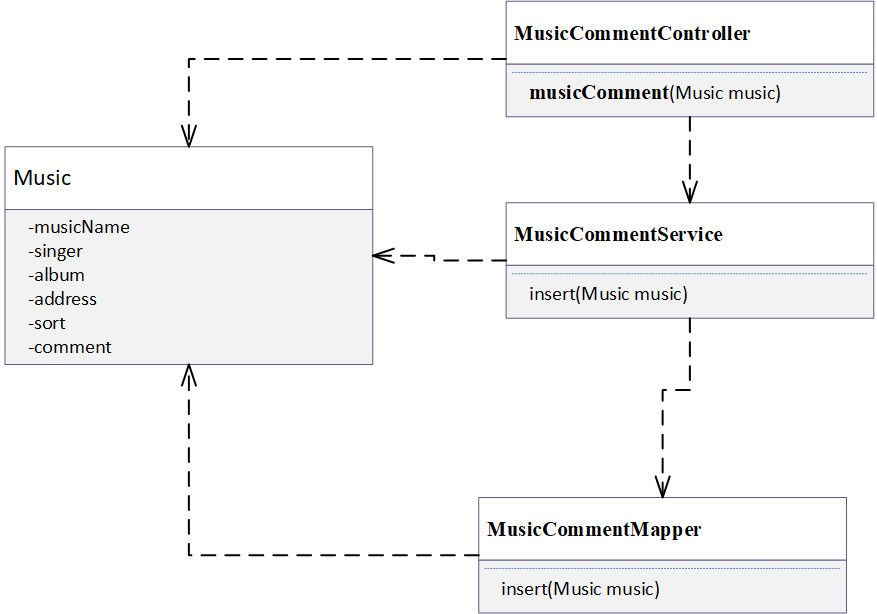 MusicCommentController
musicComment(Music music)
Music
-musicName
-singer
-album
-address
-sort
-comment
MusicCommentService
insert(Music music)
MusicCommentMapper
insert(Music music)